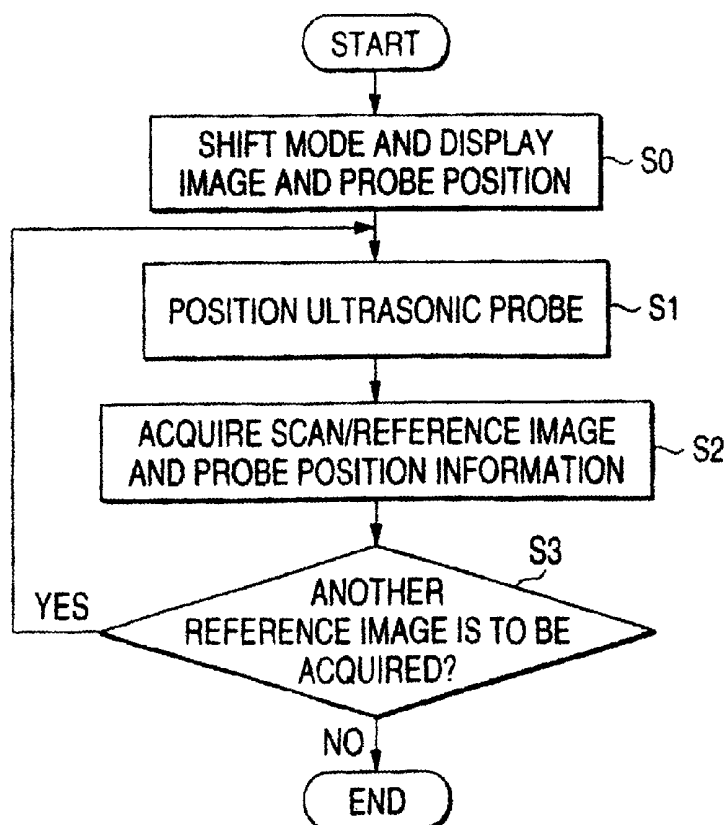 START
SHIFT MODE AND DISPLAY
IMAGE AND PROBE POSITION
S0
POSITION ULTRASONIC PROBE
S1
ACQUIRE SCAN/REFERENCE IMAGE
AND PROBE POSITION INFORMATION
S2
S3
ANOTHER
REFERENCE IMAGE IS TO BE
ACQUIRED?
YES
NO
END